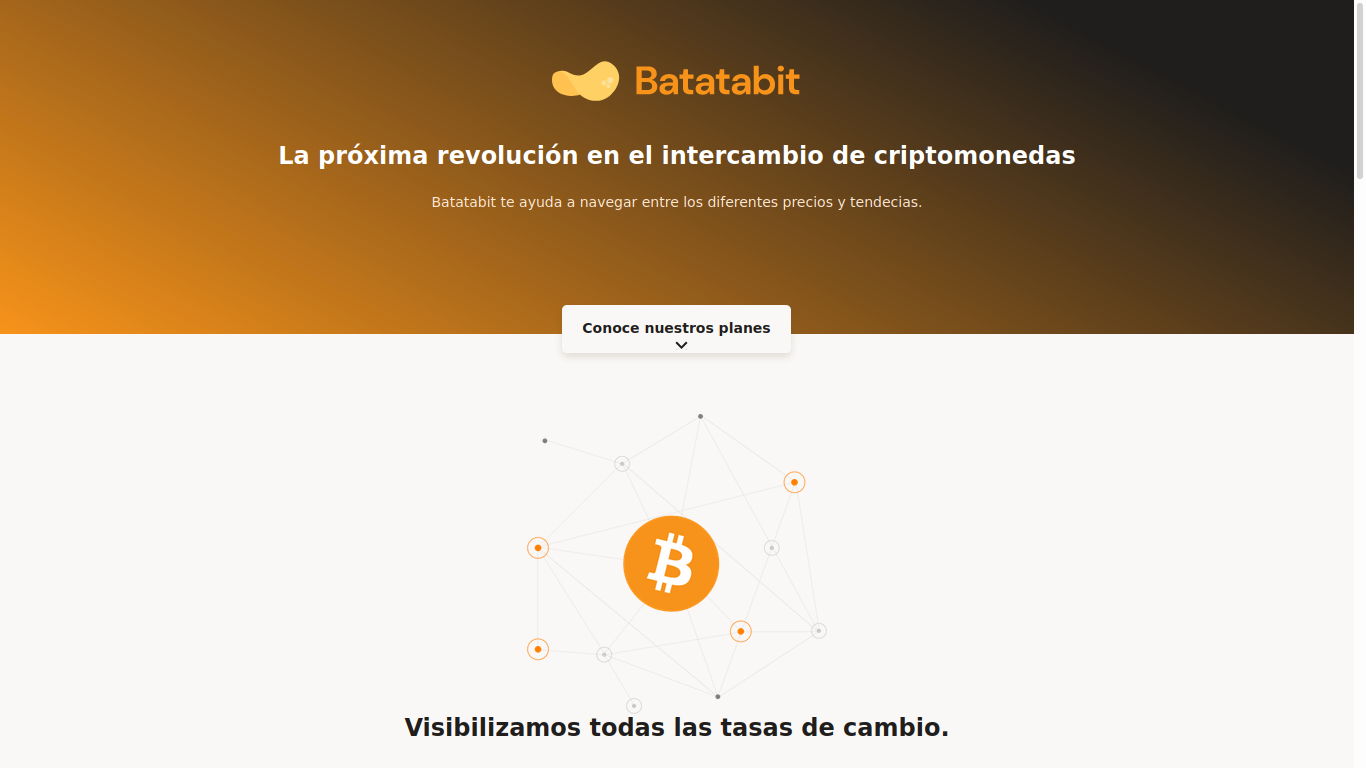 Batatabit
La próxima revolución en el intercambio de criptomonedas
Batatabit te ayuda a navegar entre los diferentes precios y tendecias.
Conoce nuestros planes
Visibilizamos todas las tasas de cambio.